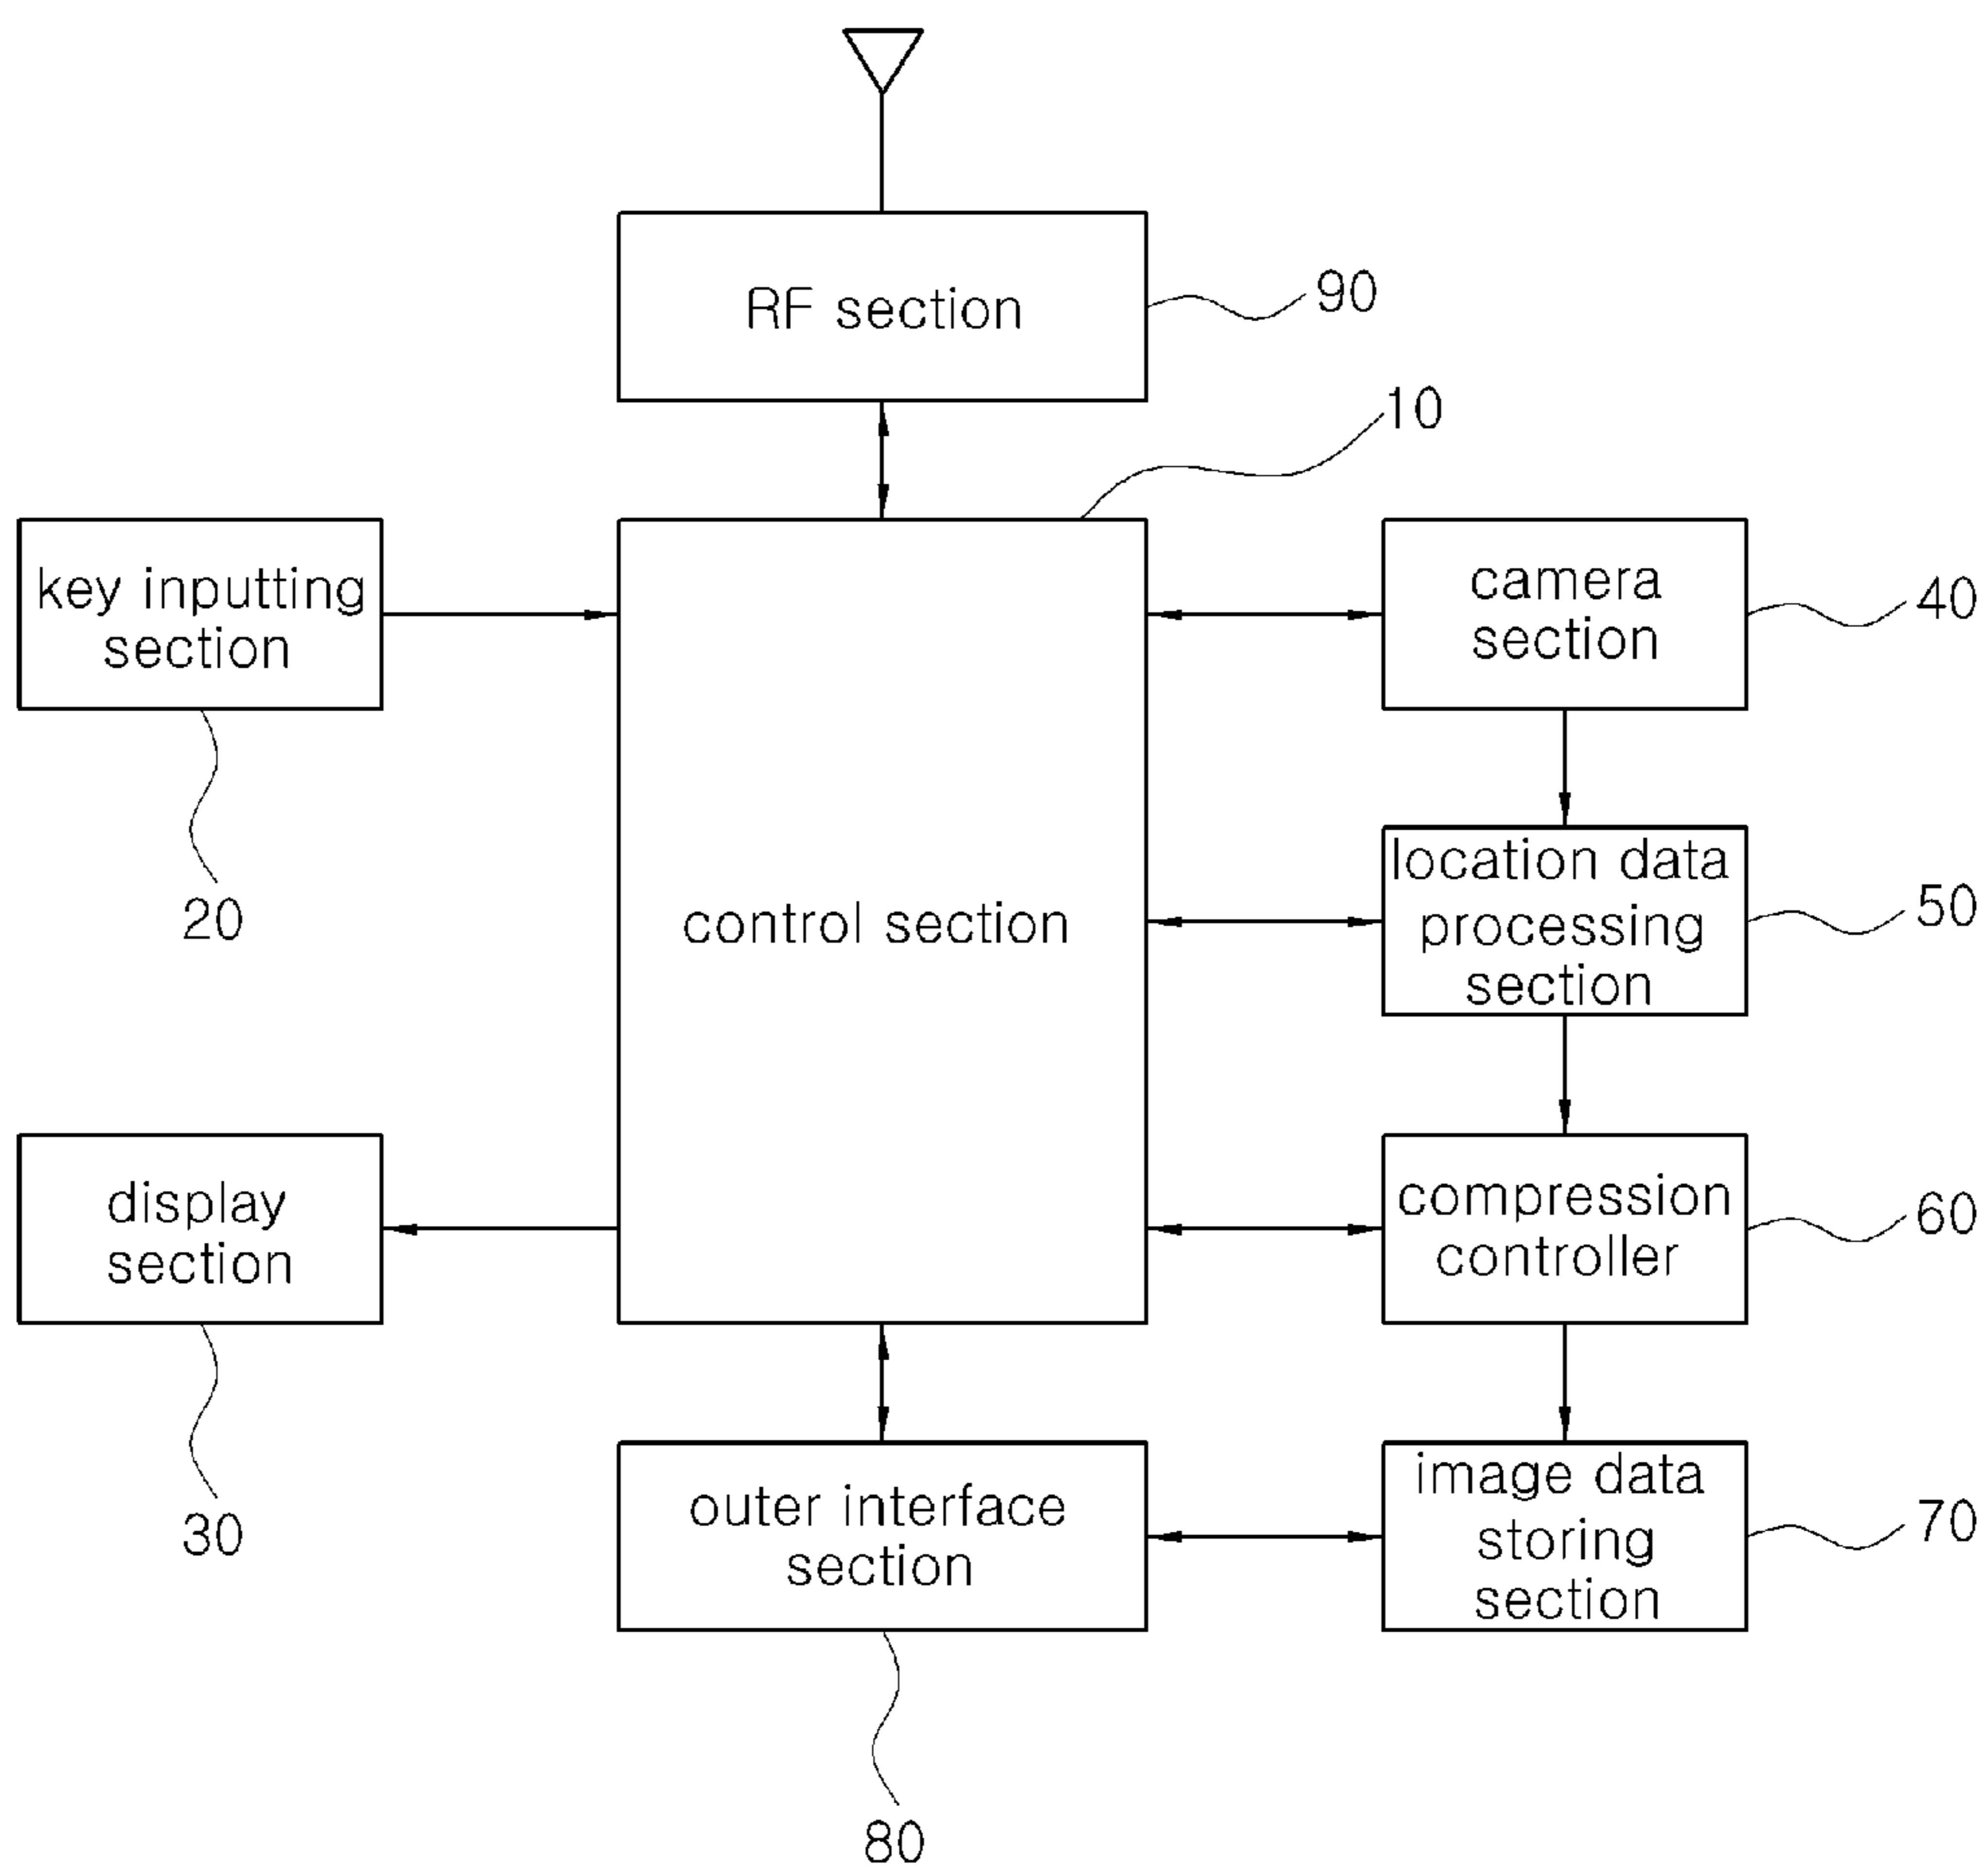 RF section
90
10
key inputting
section
20
control section
camera
section
40
location data
processing
section
50
display
section
30
compression
controller
60
outer interface
section
80
image data
storing
section
70